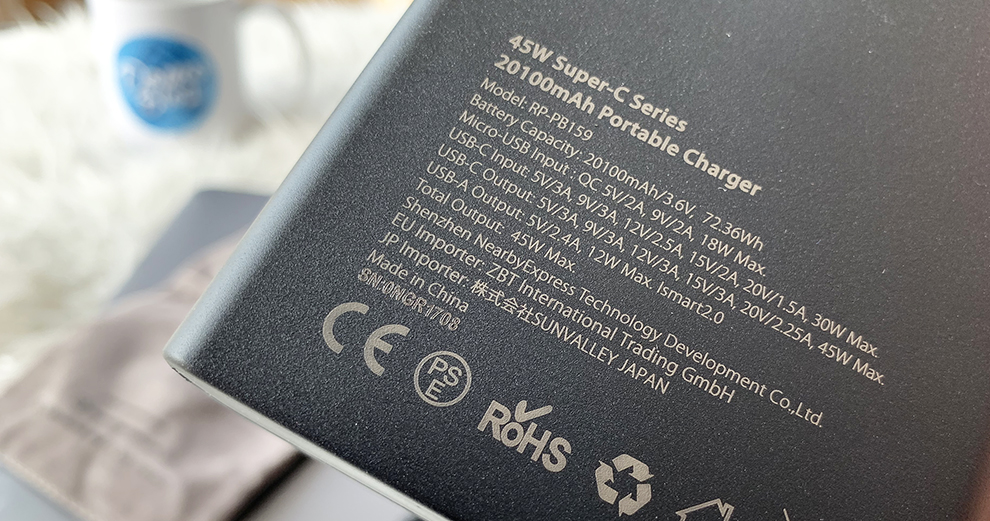 45W Super-C Series
20100mAh Portable Charger
Model: RP-PB159
Battery Capacity: 20100mAh/3.6V, 72.36Wh
Micro-USB Input : QC 5V/2A, 9V/2A, 18W Max.
USB-C Input: 5V/3A, 9V/3A, 12V/2.5A, 15V/2A, 20V/1.5A, 30W Max.
USB-C Output: 5V/3A, 9V/3A, 12V/3A, 15V/3A, 20V/2.25A, 45W Max.
USB-A Output: 5V/2.4A, 12W Max. Ismart2.0
Total Output: 45W Max.
Shenzhen NearbyExpress Technology Development Co.,Ltd.
EU Importer: ZBT International Trading GmbH
JP Importer: 株式会社SUNVALLEY JAPAN
Made in China
SN:0NGR1708
CE
PSE
RoHS